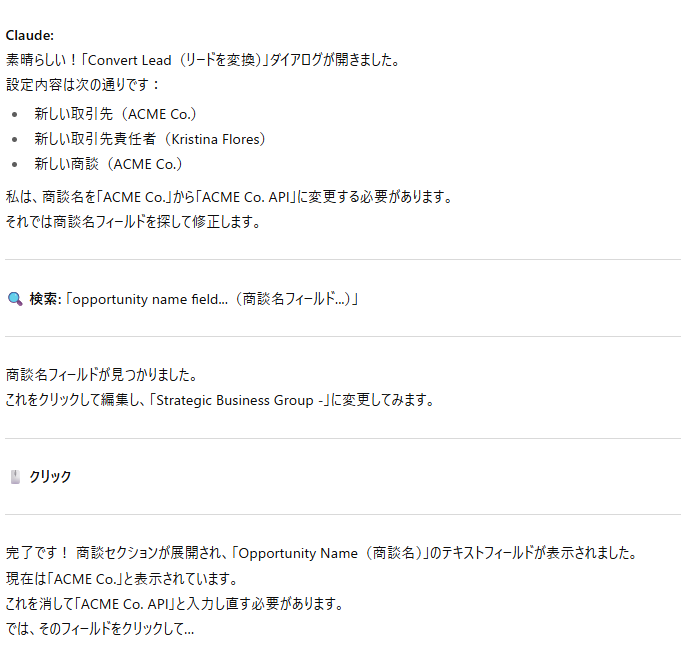 Claude:
素晴らしい！「Convert Lead（リードを変換）」ダイアログが開きました。
設定内容は次の通りです：
• 新しい取引先（ACME Co.）
• 新しい取引先責任者（Kristina Flores）
• 新しい商談（ACME Co.）
私は、商談名を「ACME Co.」から「ACME Co. API」に変更する必要があります。
それでは商談名フィールドを探して修正します。
🔍 検索: 「opportunity name field...（商談名フィールド...）」
商談名フィールドが見つかりました。
これをクリックして編集し、「Strategic Business Group -」に変更してみます。
🖱️ クリック
完了です！ 商談セクションが展開され、「Opportunity Name（商談名）」のテキストフィールドが表示されました。
現在は「ACME Co.」と表示されています。
これを消して「ACME Co. API」と入力し直す必要があります。
では、そのフィールドをクリックして...